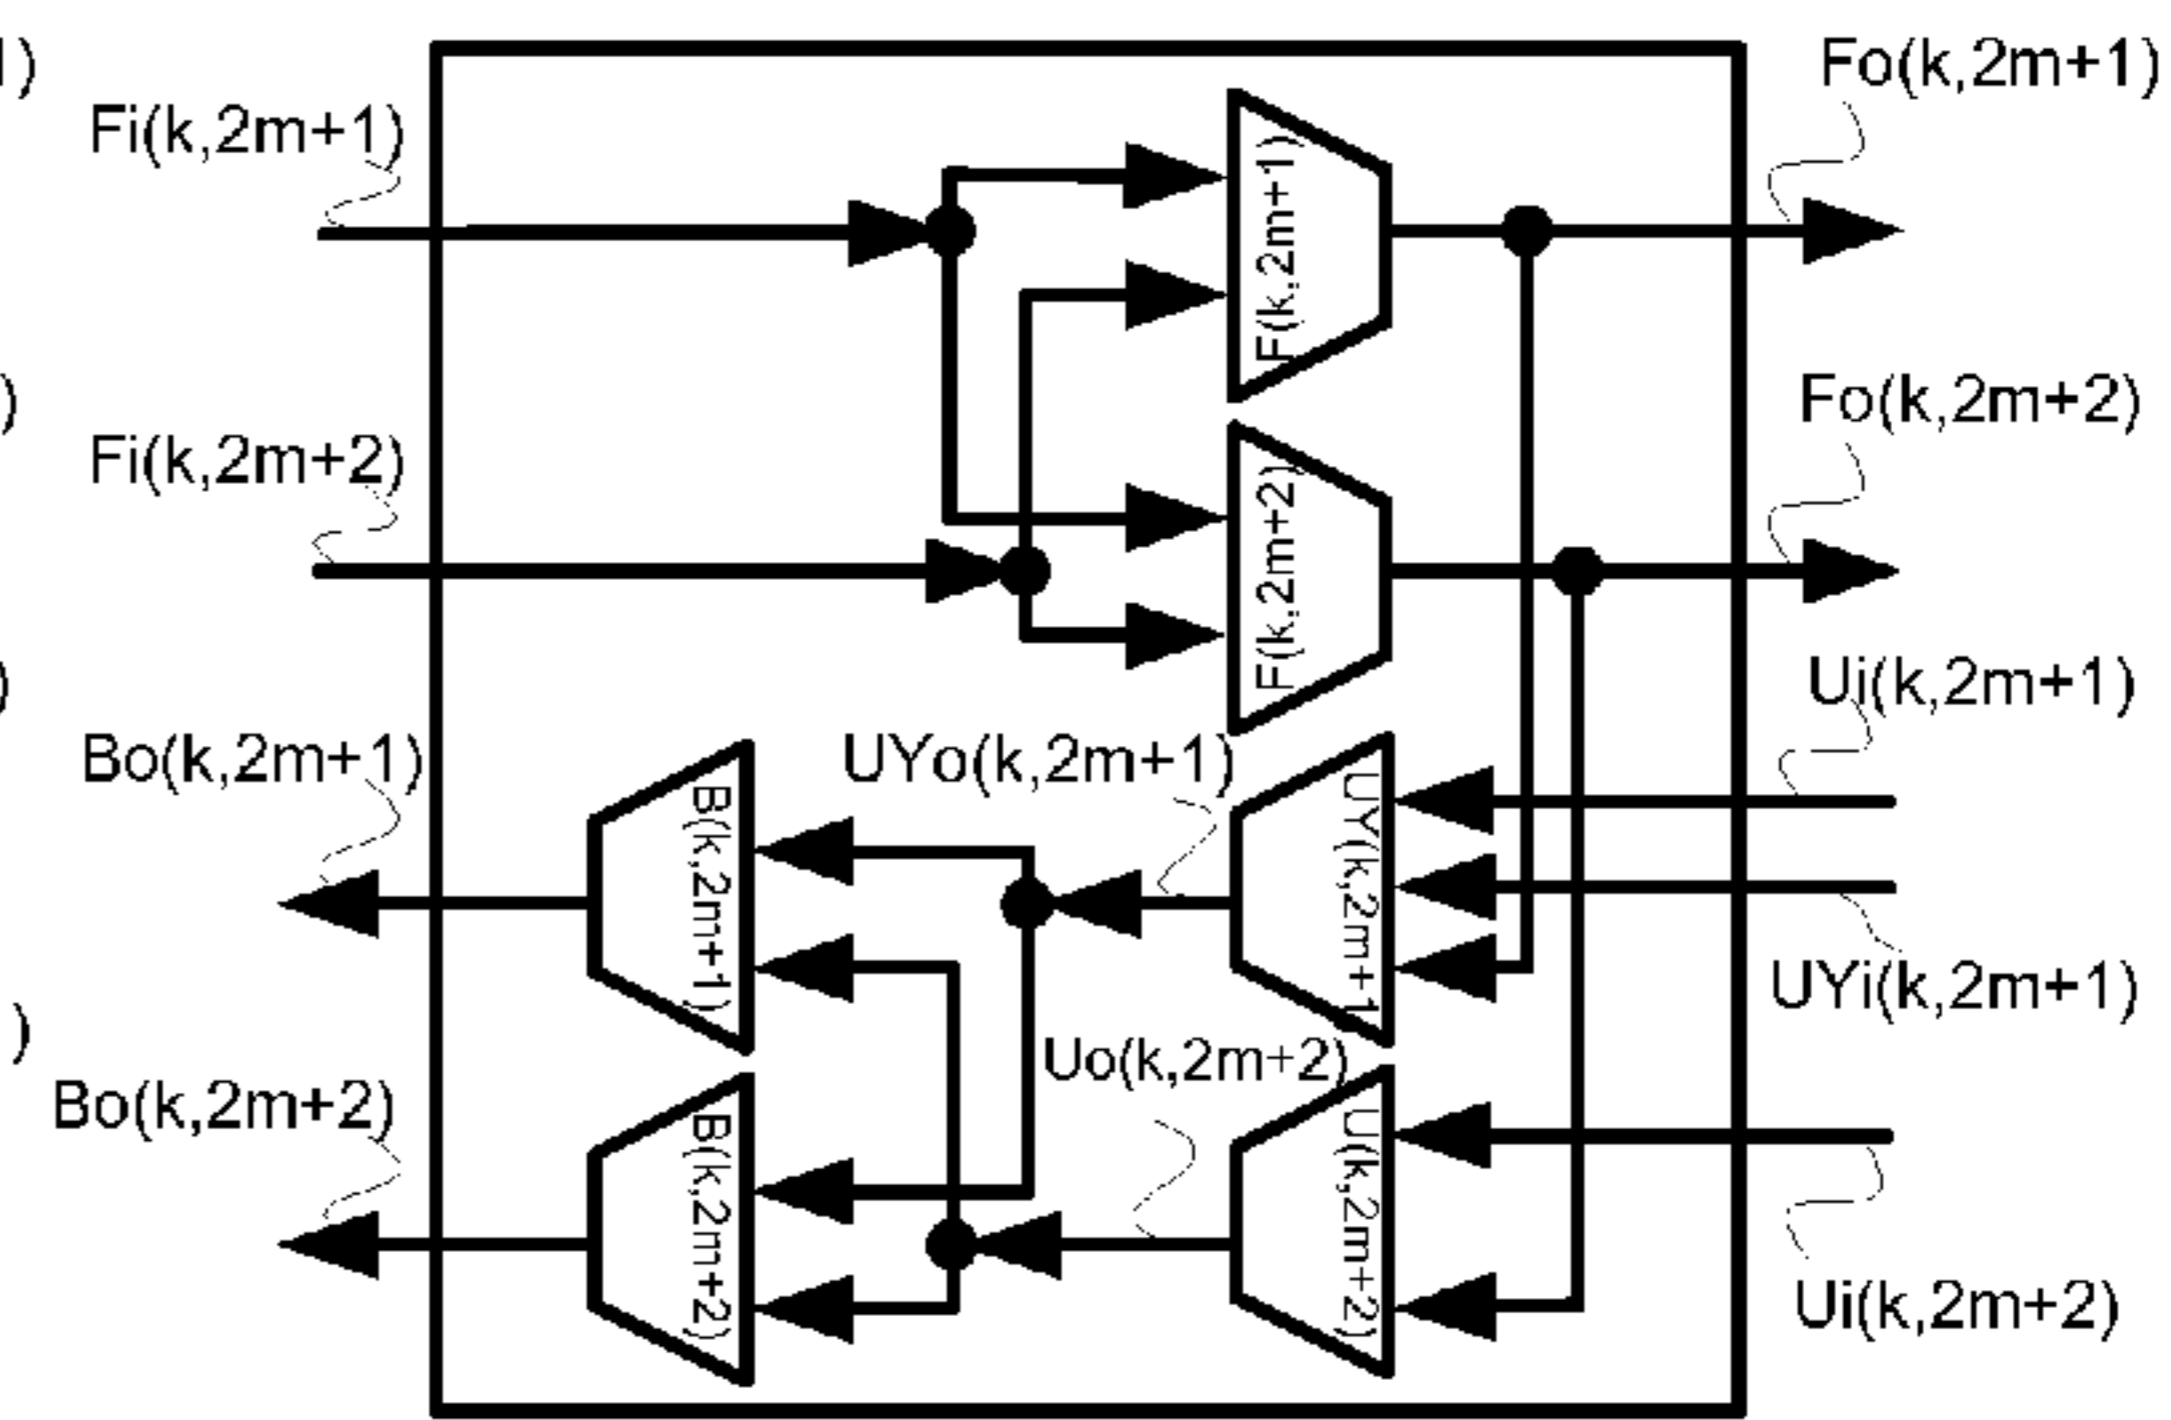 1)
Fo(k,2m+1)
Fi(k,2m+1)
F(k,2m+1)
)
Fo(k,2m+2)
Fi(k,2m+2)
F(k,2m+2)
)
Ui(k,2m+1)
Bo(k,2m+1)
UYo(k,2m+1)
B(k,2m+1)
UY(k,2m+1
UYi(k,2m+1)
)
Uo(k,2m+2)
Bo(k,2m+2)
B(k,2m+2)
U(k,2m+2)
Ui(k,2m+2)